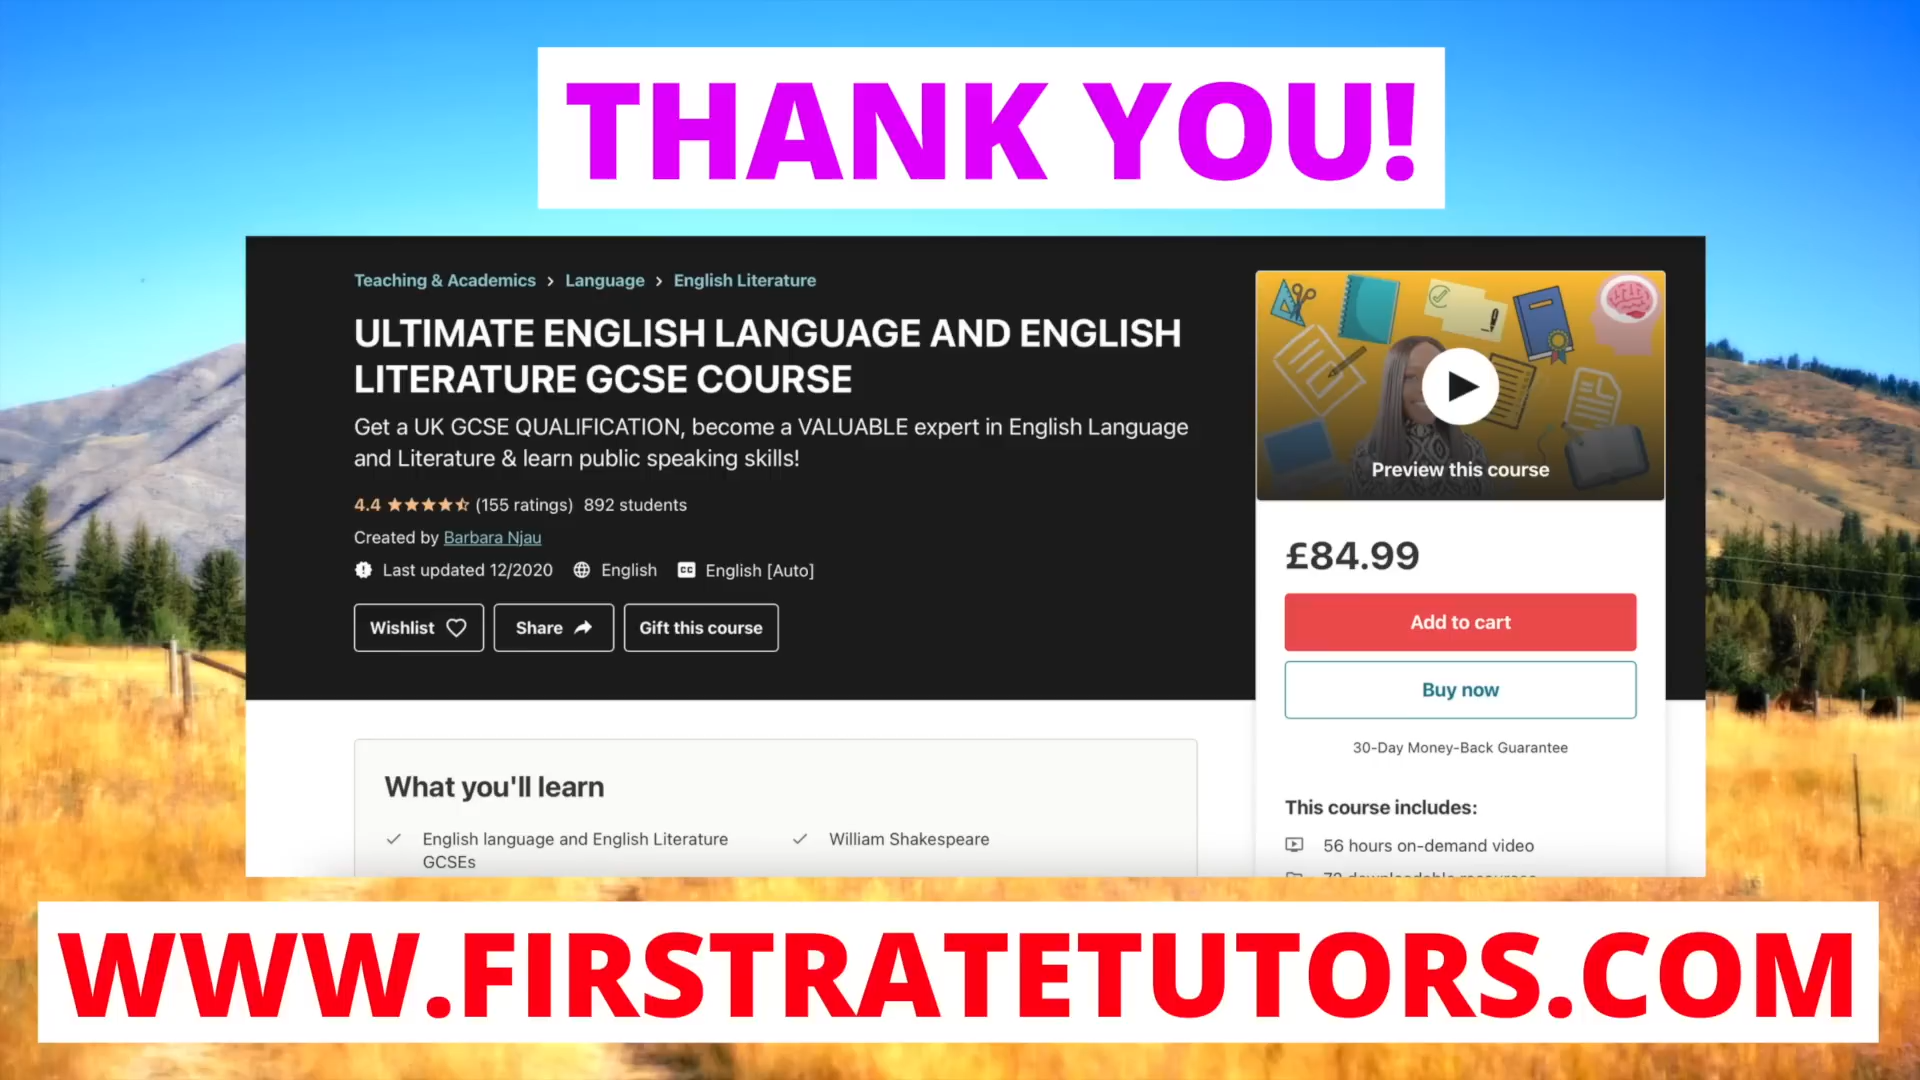 THANK YOU!
Teaching & Academics > Language > English Literature
ULTIMATE ENGLISH LANGUAGE AND ENGLISH
LITERATURE GCSE COURSE
Get a UK GCSE QUALIFICATION, become a VALUABLE expert in English Language
and Literature & learn public speaking skills!
4.4 (155 ratings) 892 students
Created by Barbara Njau
Last updated 12/2020 English CC English [Auto]
Wishlist Share Gift this course
Preview this course
£84.99
Add to cart
Buy now
30-Day Money-Back Guarantee
This course includes:
56 hours on-demand video
What you'll learn
English language and English Literature
GCSEs
William Shakespeare
WWW.FIRSTRATETUTORS.COM